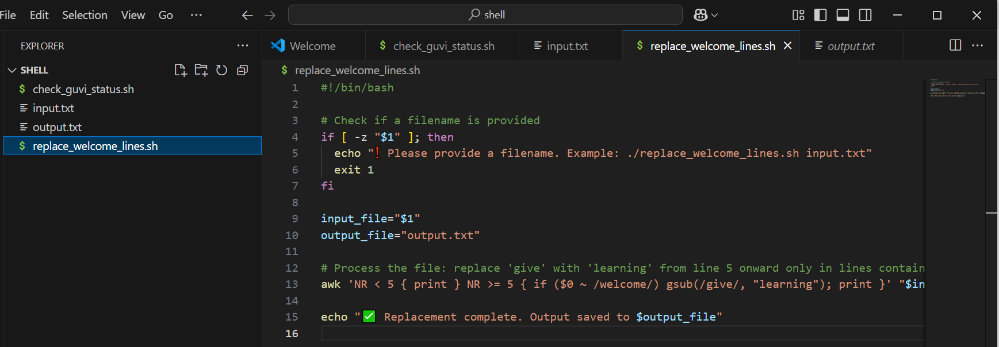 File Edit Selection View Go ··· shell
EXPLORER ···
SHELL
$ check_guvi_status.sh
input.txt
output.txt
$ replace_welcome_lines.sh
Welcome $ check_guvi_status.sh input.txt $ replace_welcome_lines.sh output.txt ···
$ replace_welcome_lines.sh
1 #!/bin/bash
2
3 # Check if a filename is provided
4 if [ -z "$1" ]; then
5 echo "❗ Please provide a filename. Example: ./replace_welcome_lines.sh input.txt"
6 exit 1
7 fi
8
9 input_file="$1"
10 output_file="output.txt"
11
12 # Process the file: replace 'give' with 'learning' from line 5 onward only in lines contain
13 awk 'NR < 5 { print } NR >= 5 { if ($0 ~ /welcome/) gsub(/give/, "learning"); print }' "$in
14
15 echo "✅ Replacement complete. Output saved to $output_file"
16